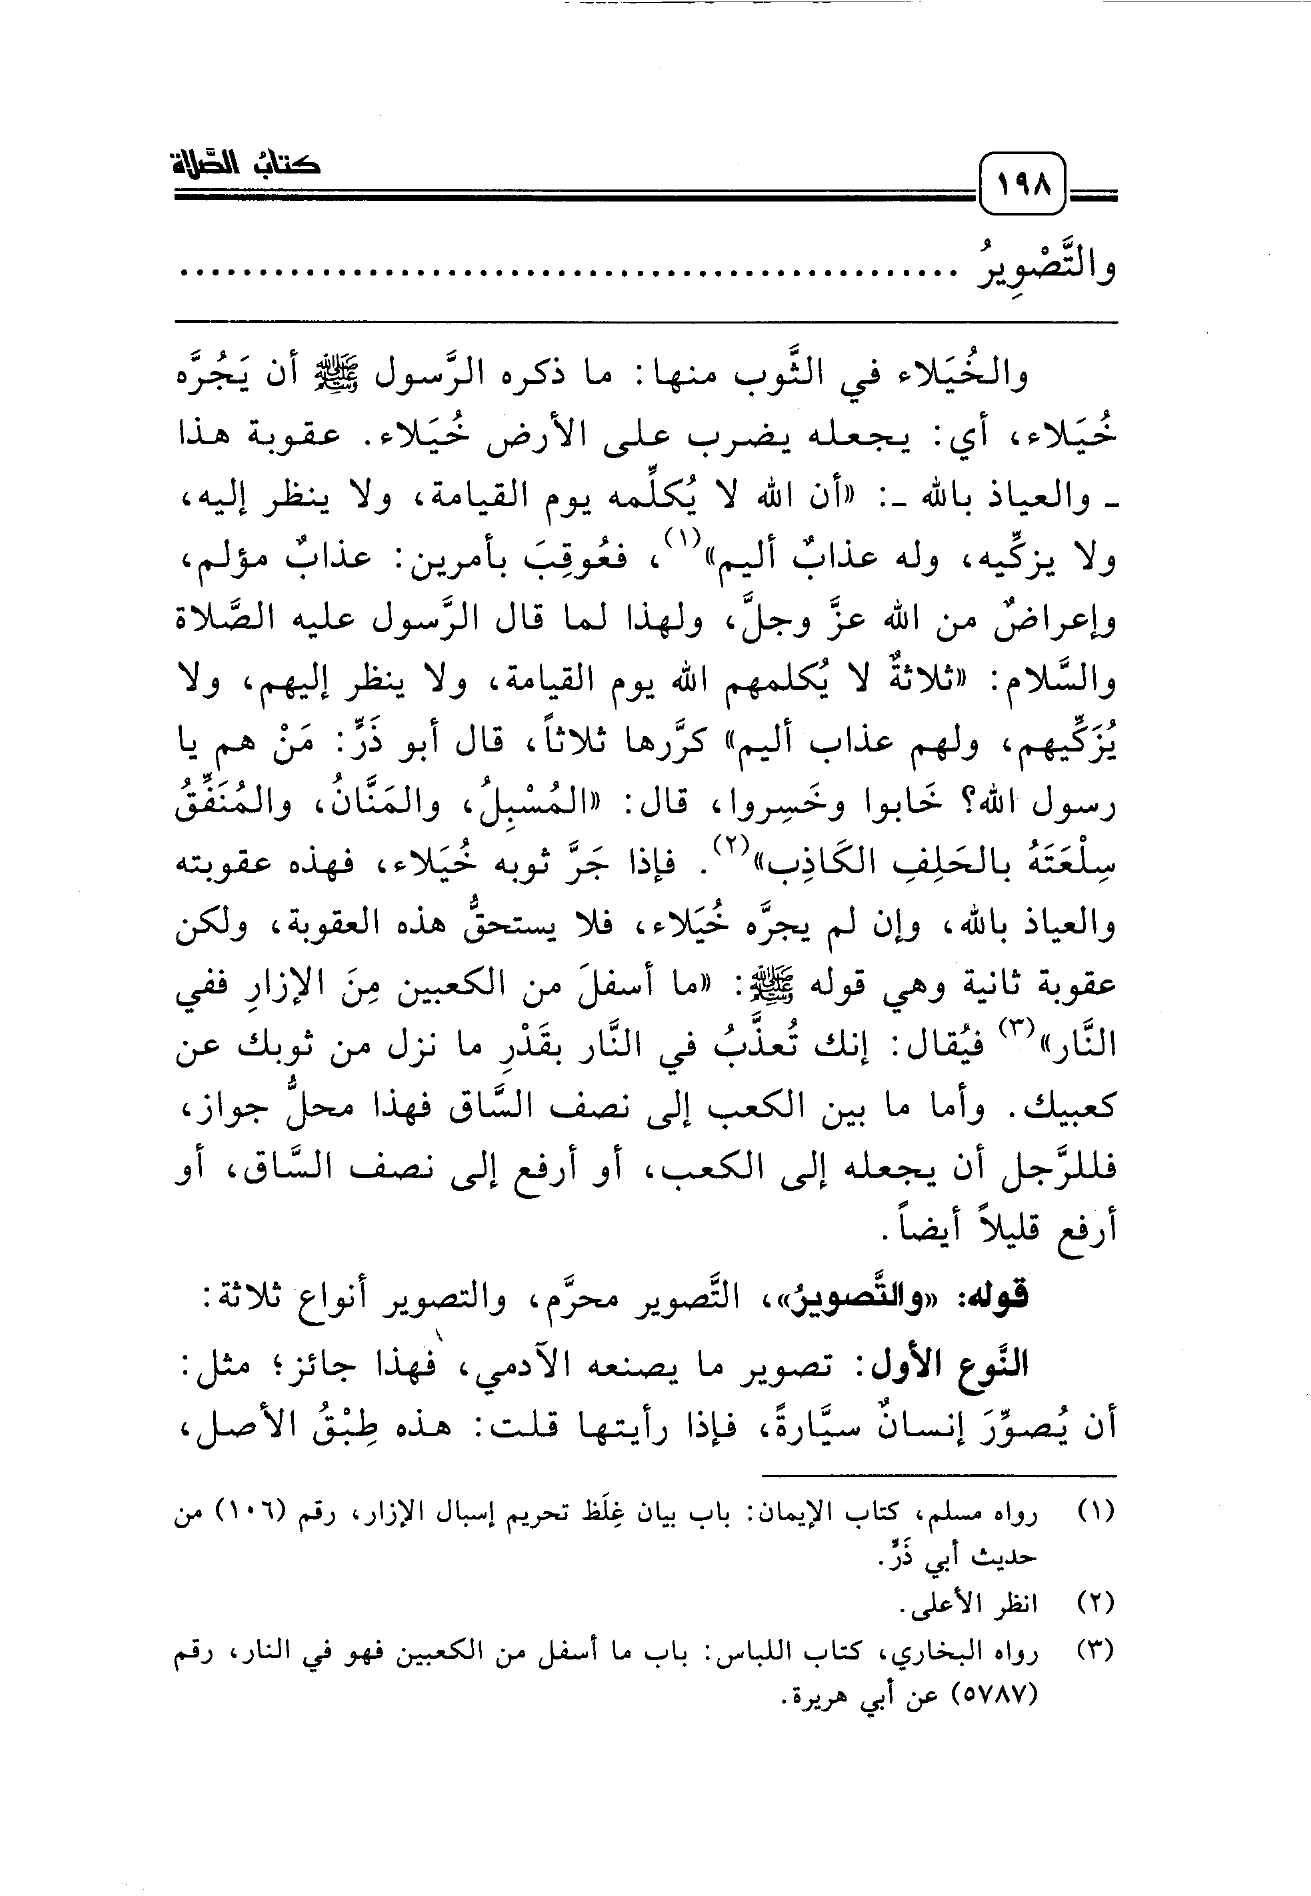 كتاب الصَّلاة
١٩٨
والتَّصْوِيرُ ..................................................
والخُيَلاء في الثَّوب منها: ما ذكره الرَّسول ﷺ أن يَجُرَّه
خُيَلاء، أي: يجعله يضرب على الأرض خُيَلاء. عقوبة هذا
ـ والعياذ بالله ـ: «أن الله لا يُكلِّمه يوم القيامة، ولا ينظر إليه،
ولا يزكِّيه، وله عذابٌ أليم»(١)، فعُوقِبَ بأمرين: عذابٌ مؤلم،
وإعراضٌ من الله عزَّ وجلَّ، ولهذا لما قال الرَّسول عليه الصَّلاة
والسَّلام: «ثلاثةٌ لا يُكلمهم الله يوم القيامة، ولا ينظر إليهم، ولا
يُزَكِّيهم، ولهم عذاب أليم» كرَّرها ثلاثاً، قال أبو ذَرٍّ: مَنْ هم يا
رسول الله؟ خَابوا وخَسِروا، قال: «المُسْبِلُ، والمَنَّانُ، والمُنَفِّقُ
سِلْعَتَهُ بالحَلِفِ الكَاذِب»(٢). فإذا جَرَّ ثوبه خُيَلاء، فهذه عقوبته
والعياذ بالله، وإن لم يجرَّه خُيَلاء، فلا يستحقُّ هذه العقوبة، ولكن
عقوبة ثانية وهي قوله ﷺ: «ما أسفلَ من الكعبين مِنَ الإزارِ ففي
النَّار»(٣) فيُقال: إنك تُعذَّبُ في النَّار بقَدْرِ ما نزل من ثوبك عن
كعبيك. وأما ما بين الكعب إلى نصف السَّاق فهذا محلُّ جواز،
فللرَّجل أن يجعله إلى الكعب، أو أرفع إلى نصف السَّاق، أو
أرفع قليلاً أيضاً.
قوله: «والتَّصويرُ»، التَّصوير محرَّم، والتصوير أنواع ثلاثة:
النَّوع الأول: تصوير ما يصنعه الآدمي، فهذا جائز؛ مثل:
أن يُصوِّرَ إنسانٌ سيَّارةً، فإذا رأيتها قلت: هذه طِبْقُ الأصل،
(١) رواه مسلم، كتاب الإيمان: باب بيان غِلَظ تحريم إسبال الإزار، رقم (١٠٦) من
حديث أبي ذَرٍّ.
(٢) انظر الأعلى.
(٣) رواه البخاري، كتاب اللباس: باب ما أسفل من الكعبين فهو في النار، رقم
(٥٧٨٧) عن أبي هريرة.